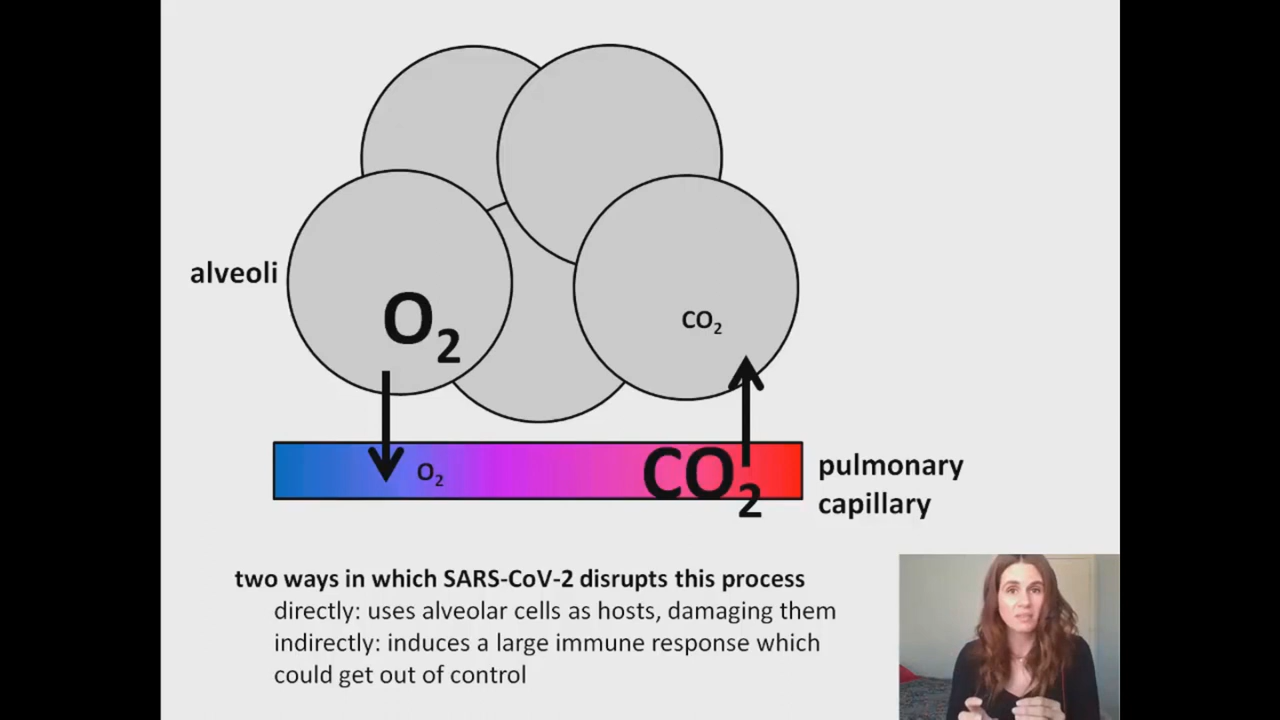 alveoli
O₂
CO₂
O₂
CO₂
pulmonary
capillary
two ways in which SARS-CoV-2 disrupts this process
directly: uses alveolar cells as hosts, damaging them
indirectly: induces a large immune response which
could get out of control